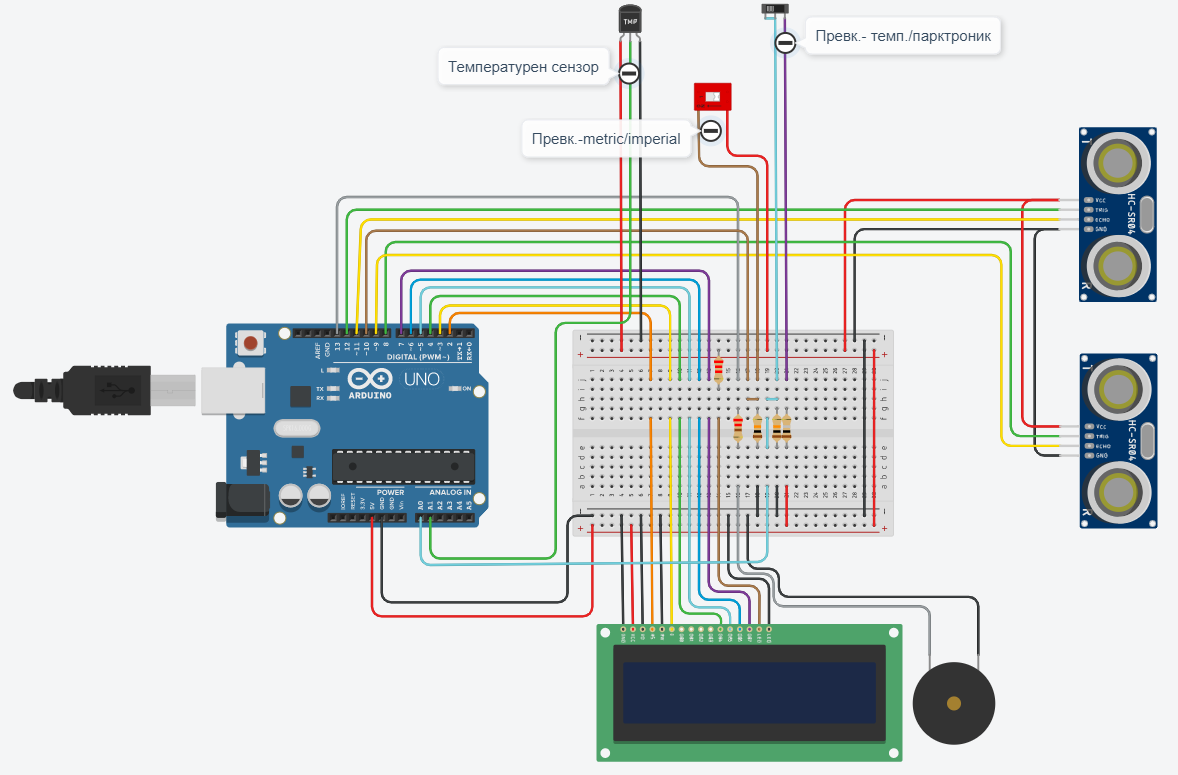 TMP
Превк.- темп./парктроник
Температурен сензор
Превк.-metric/imperial
VCC
TRIG
ECHO
GND
HC-SR04
AREF
GND
13
12
~11
~10
~9
8
7
~6
~5
4
~3
2
TX→1
RX←0
DIGITAL (PWM~)
L
TX
RX
UNO
ARDUINO
ON
POWER
ANALOG IN
IOREF
RESET
3.3V
5V
GND
GND
Vin
A0
A1
A2
A3
A4
A5
VCC
TRIG
ECHO
GND
HC-SR04